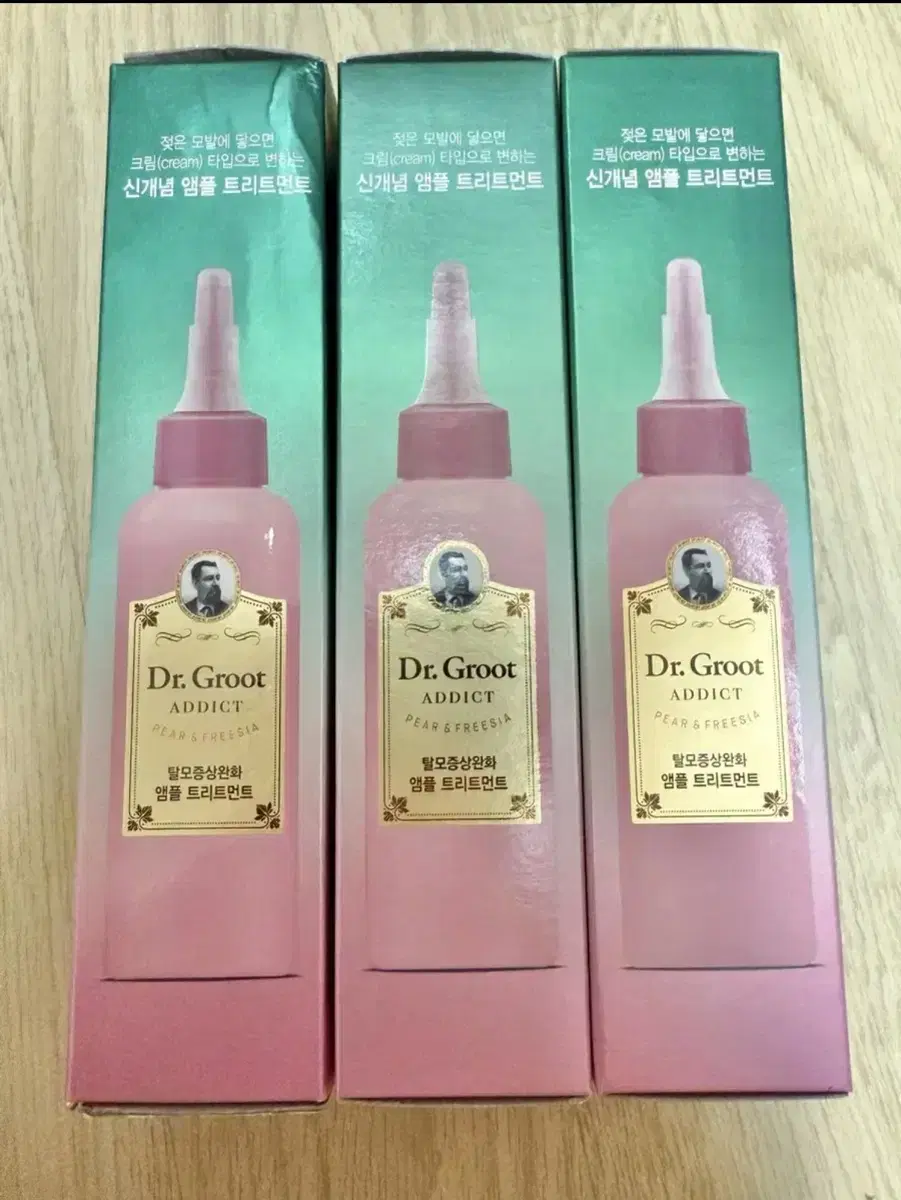 젖은 모발에 닿으면
크림(cream) 타입으로 변하는
신개념 앰플 트리트먼트
Dr. Groot
ADDICT
PEAR & FREESIA
탈모증상완화
앰플 트리트먼트
젖은 모발에 닿으면
크림(cream) 타입으로 변하는
신개념 앰플 트리트먼트
Dr. Groot
ADDICT
PEAR & FREESIA
탈모증상완화
앰플 트리트먼트
젖은 모발에 닿으면
크림(cream) 타입으로 변하는
신개념 앰플 트리트먼트
Dr. Groot
ADDICT
PEAR & FREESIA
탈모증상완화
앰플 트리트먼트